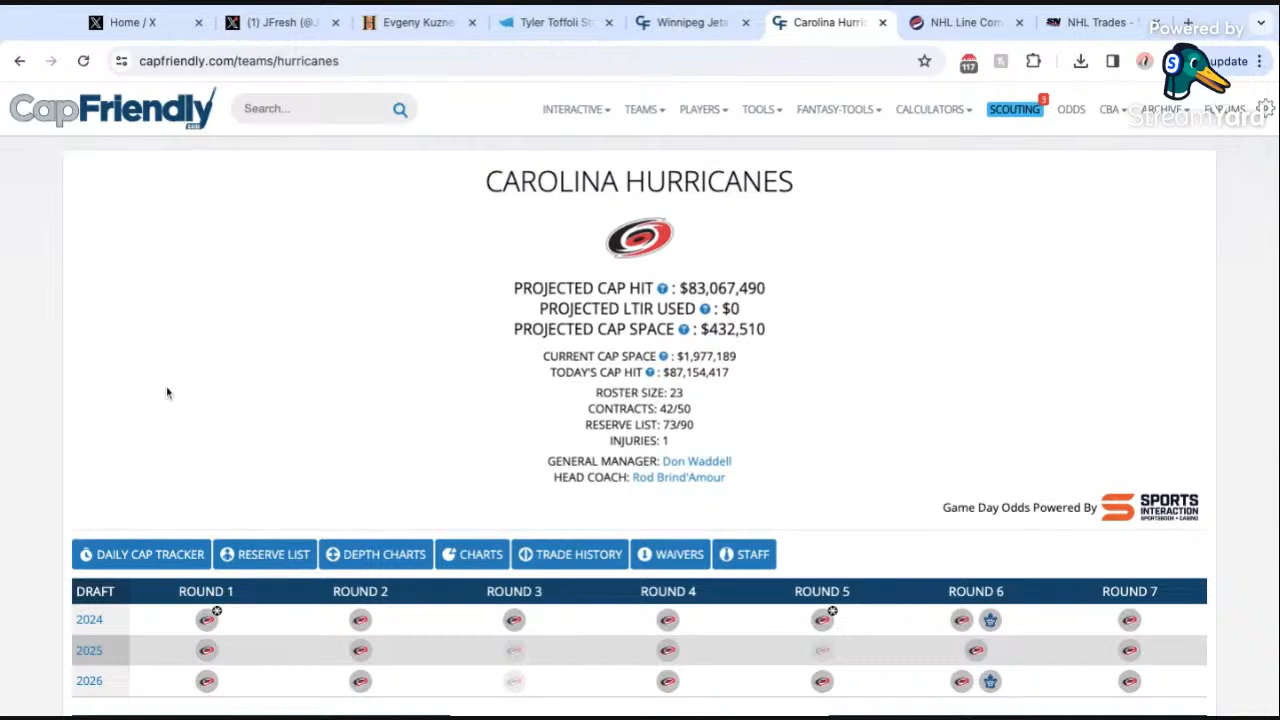 Home / X
(1) JFresh (@J
Evgeny Kuzne
Tyler Toffoli St
Winnipeg Jets
Carolina Hurric
NHL Line Com
NHL Trades -
Powered by
capfriendly.com/teams/hurricanes
117
update
StreamYard
CapFriendly
.com
Search...
INTERACTIVE
TEAMS
PLAYERS
TOOLS
FANTASY-TOOLS
CALCULATORS
SCOUTING
3
ODDS
CBA
ARCHIVE
FORUMS
CAROLINA HURRICANES
PROJECTED CAP HIT ? : $83,067,490
PROJECTED LTIR USED ? : $0
PROJECTED CAP SPACE ? : $432,510
CURRENT CAP SPACE ? : $1,977,189
TODAY'S CAP HIT ? : $87,154,417
ROSTER SIZE: 23
CONTRACTS: 42/50
RESERVE LIST: 73/90
INJURIES: 1
GENERAL MANAGER: Don Waddell
HEAD COACH: Rod Brind'Amour
Game Day Odds Powered By
SPORTS
INTERACTION
SPORTSBOOK • CASINO
DAILY CAP TRACKER
RESERVE LIST
DEPTH CHARTS
CHARTS
TRADE HISTORY
WAIVERS
STAFF
DRAFT ROUND 1 ROUND 2 ROUND 3 ROUND 4 ROUND 5 ROUND 6 ROUND 7
2024
2025
2026